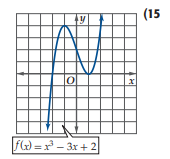 (15
y
O
x
f(x) = x³ – 3x + 2